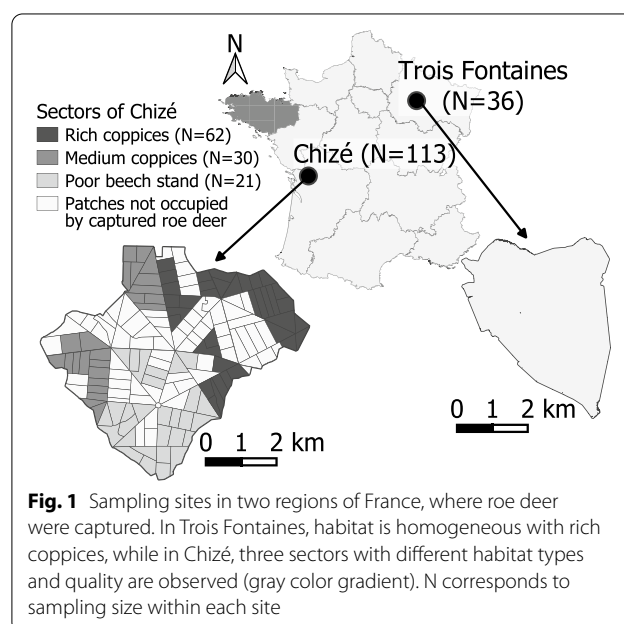 N
Trois Fontaines
(N=36)
Sectors of Chizé
Rich coppices (N=62)
Medium coppices (N=30)
Poor beech stand (N=21)
Patches not occupied
by captured roe deer
Chizé (N=113)
0 1 2 km
0 1 2 km
Fig. 1 Sampling sites in two regions of France, where roe deer
were captured. In Trois Fontaines, habitat is homogeneous with rich
coppices, while in Chizé, three sectors with different habitat types
and quality are observed (gray color gradient). N corresponds to
sampling size within each site